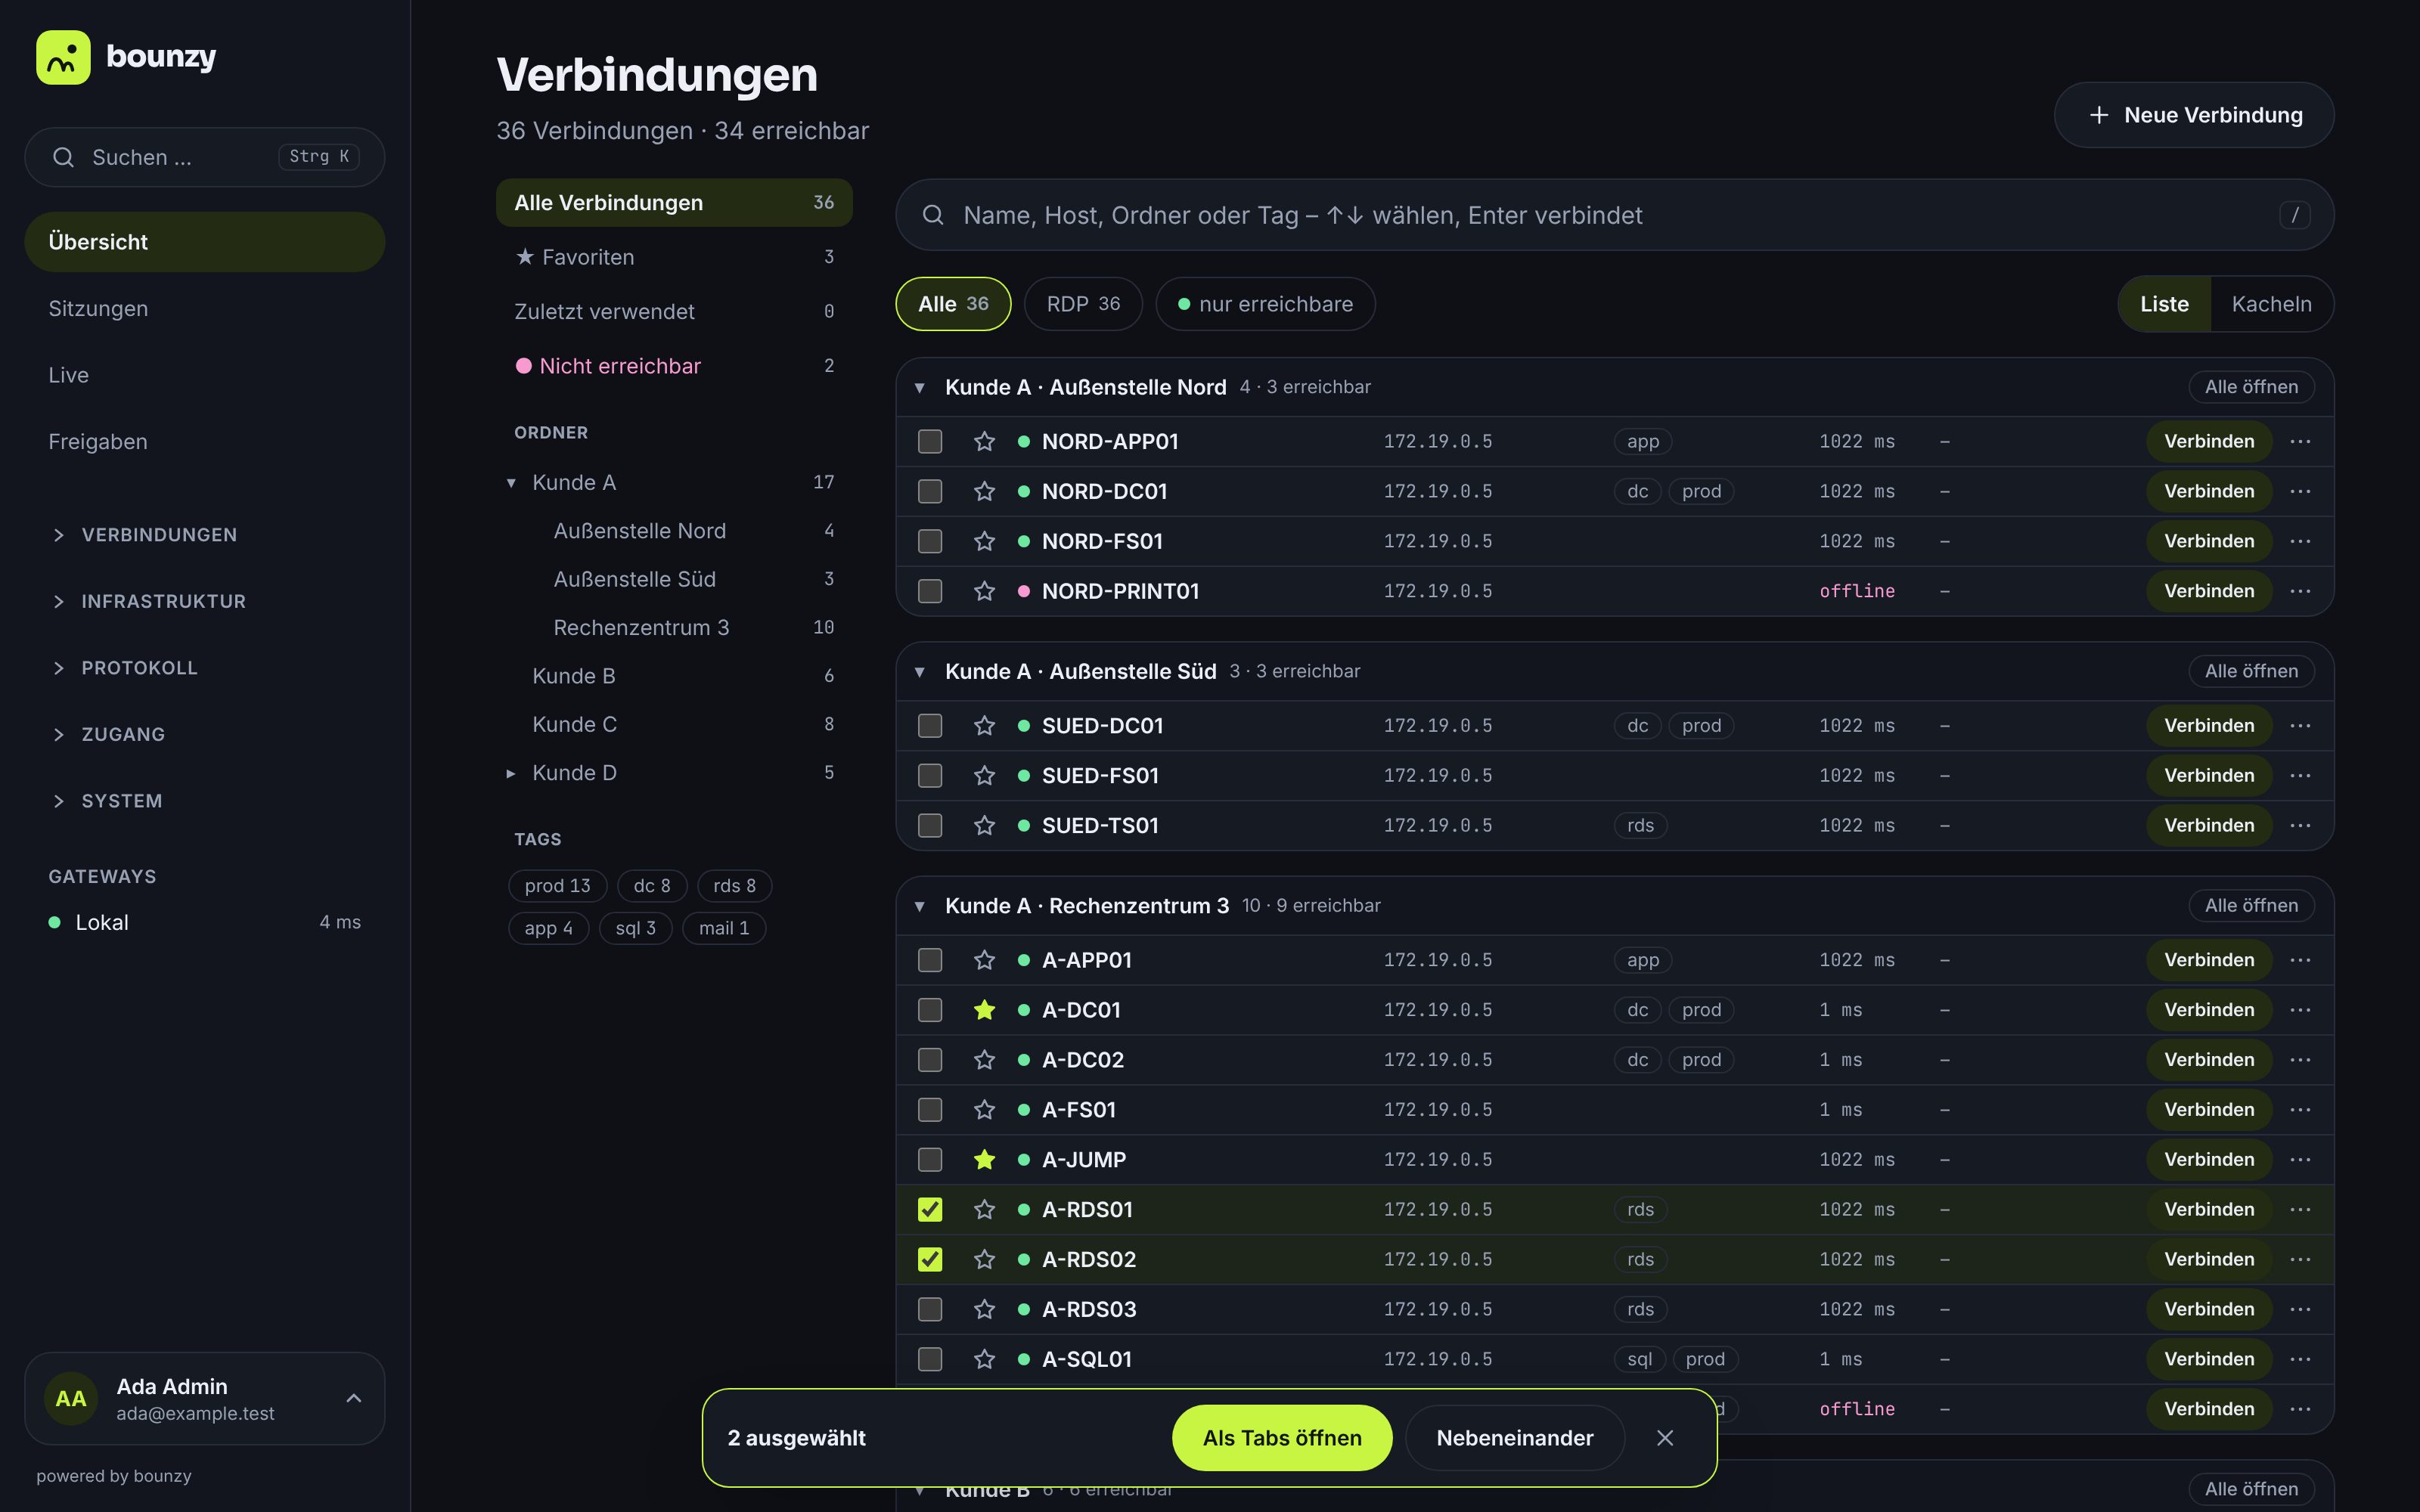 bounzy
Suchen ...
Strg K
Übersicht
Sitzungen
Live
Freigaben
VERBINDUNGEN
INFRASTRUKTUR
PROTOKOLL
ZUGANG
SYSTEM
GATEWAYS
Lokal 4 ms
AA
Ada Admin
ada@example.test
powered by bounzy
Verbindungen
36 Verbindungen · 34 erreichbar
+ Neue Verbindung
Alle Verbindungen 36
★ Favoriten 3
Zuletzt verwendet 0
Nicht erreichbar 2
ORDNER
▾ Kunde A 17
Außenstelle Nord 4
Außenstelle Süd 3
Rechenzentrum 3 10
Kunde B 6
Kunde C 8
▸ Kunde D 5
TAGS
prod 13 dc 8 rds 8
app 4 sql 3 mail 1
Name, Host, Ordner oder Tag – ↑↓ wählen, Enter verbindet /
Alle 36 RDP 36 nur erreichbare Liste Kacheln
▾ Kunde A · Außenstelle Nord 4 · 3 erreichbar Alle öffnen
NORD-APP01 172.19.0.5 app 1022 ms – Verbinden ···
NORD-DC01 172.19.0.5 dc prod 1022 ms – Verbinden ···
NORD-FS01 172.19.0.5 1022 ms – Verbinden ···
NORD-PRINT01 172.19.0.5 offline – Verbinden ···
▾ Kunde A · Außenstelle Süd 3 · 3 erreichbar Alle öffnen
SUED-DC01 172.19.0.5 dc prod 1022 ms – Verbinden ···
SUED-FS01 172.19.0.5 1022 ms – Verbinden ···
SUED-TS01 172.19.0.5 rds 1022 ms – Verbinden ···
▾ Kunde A · Rechenzentrum 3 10 · 9 erreichbar Alle öffnen
A-APP01 172.19.0.5 app 1022 ms – Verbinden ···
A-DC01 172.19.0.5 dc prod 1 ms – Verbinden ···
A-DC02 172.19.0.5 dc prod 1 ms – Verbinden ···
A-FS01 172.19.0.5 1 ms – Verbinden ···
A-JUMP 172.19.0.5 1022 ms – Verbinden ···
A-RDS01 172.19.0.5 rds 1022 ms – Verbinden ···
A-RDS02 172.19.0.5 rds 1022 ms – Verbinden ···
A-RDS03 172.19.0.5 rds 1022 ms – Verbinden ···
A-SQL01 172.19.0.5 sql prod 1 ms – Verbinden ···
offline – Verbinden ···
2 ausgewählt Als Tabs öffnen Nebeneinander
▾ Kunde B 6 · 6 erreichbar Alle öffnen